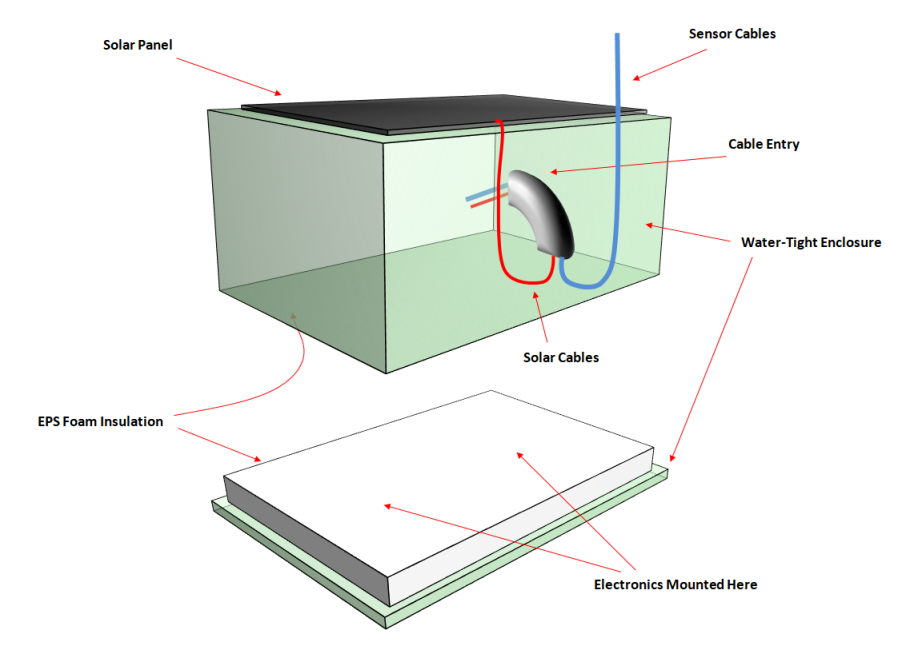 Solar Panel
Sensor Cables
Cable Entry
Water-Tight Enclosure
Solar Cables
EPS Foam Insulation
Electronics Mounted Here